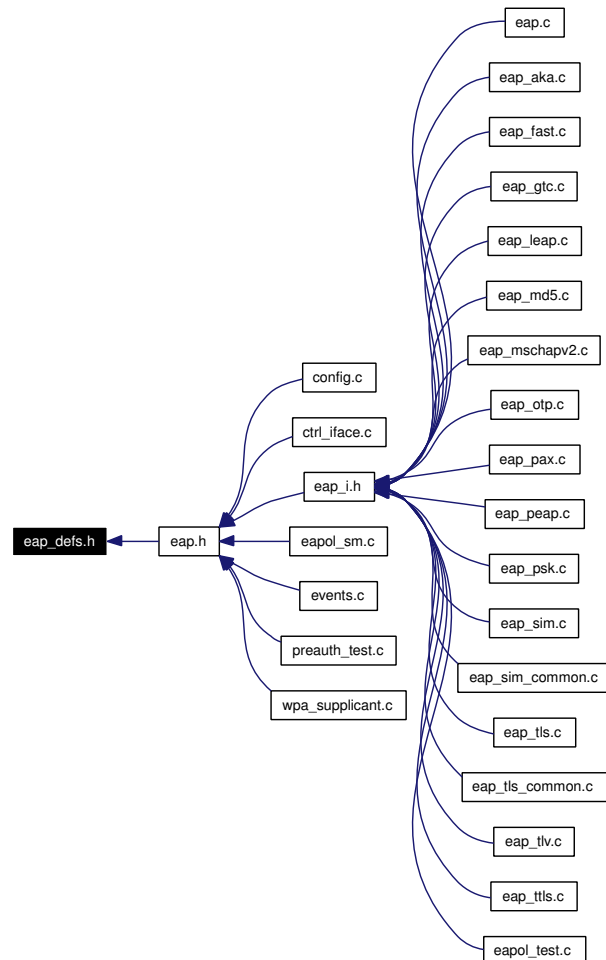 eap.c
eap_aka.c
eap_fast.c
eap_gtc.c
eap_leap.c
eap_md5.c
eap_mschapv2.c
config.c
eap_otp.c
ctrl_iface.c
eap_pax.c
eap_i.h
eap_peap.c
eap_defs.h
eap.h
eapol_sm.c
eap_psk.c
events.c
eap_sim.c
preauth_test.c
eap_sim_common.c
wpa_supplicant.c
eap_tls.c
eap_tls_common.c
eap_tlv.c
eap_ttls.c
eapol_test.c